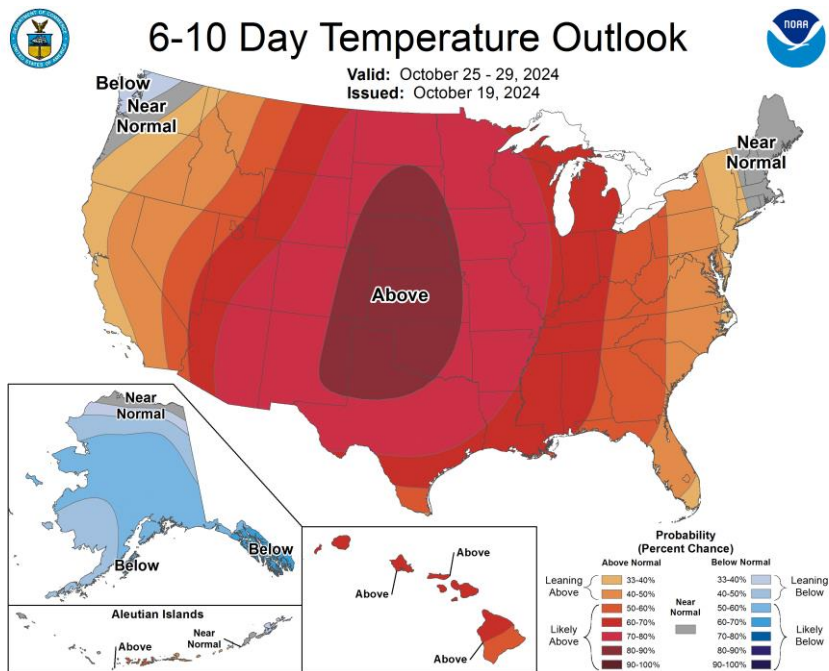 6-10 Day Temperature Outlook
Valid: October 25 - 29, 2024
Issued: October 19, 2024
NOAA
Below
Near
Normal
Near
Normal
Above
Near
Normal
Below
Below
Aleutian Islands
Above
Near
Normal
Above
Above
Above
Probability
(Percent Chance)
Above Normal
Below Normal
Leaning
Above
33-40%
40-50%
Likely
Above
50-60%
60-70%
70-80%
80-90%
90-100%
Near
Normal
33-40%
40-50%
Leaning
Below
50-60%
60-70%
70-80%
80-90%
90-100%
Likely
Below